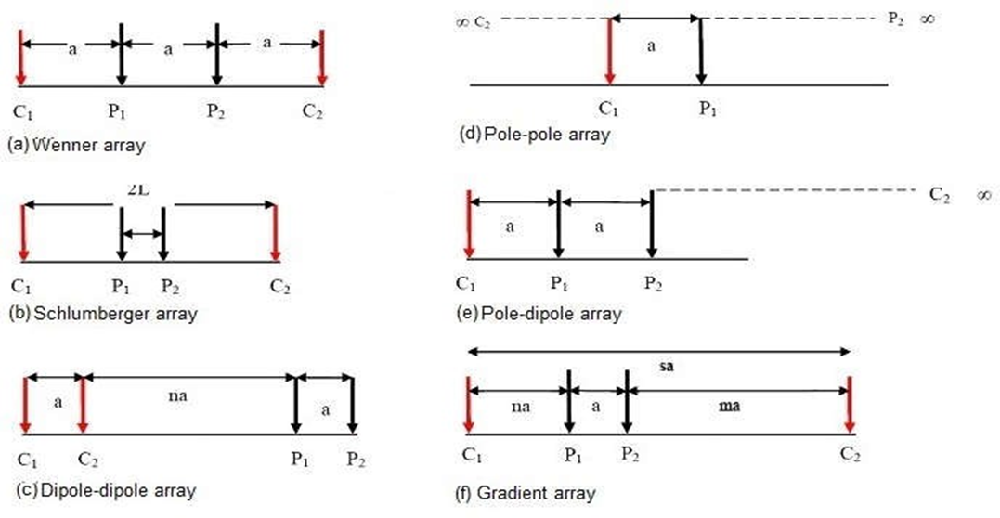 a a a
C₁ P₁ P₂ C₂
(a) Wenner array
2L
C₁ P₁ P₂ C₂
(b) Schlumberger array
a na a
C₁ C₂ P₁ P₂
(c) Dipole-dipole array
∞ C₂ P₂ ∞
a
C₁ P₁
(d) Pole-pole array
C₂ ∞
a a
C₁ P₁ P₂
(e) Pole-dipole array
sa
na a ma
C₁ P₁ P₂ C₂
(f) Gradient array